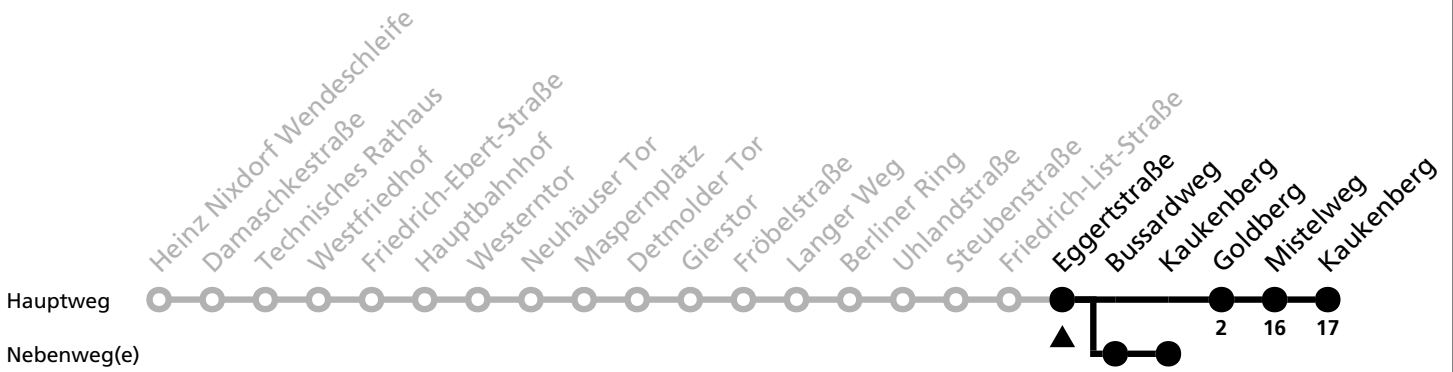 Heinz Nixdorf Wendeschleife
Damaschkestraße
Technisches Rathaus
Westfriedhof
Friedrich-Ebert-Straße
Hauptbahnhof
Westerntor
Neuhäuser Tor
Maspernplatz
Detmolder Tor
Gierstor
Fröbelstraße
Langer Weg
Berliner Ring
Uhlandstraße
Steubenstraße
Friedrich-List-Straße
Eggertstraße
Bussardweg
Kaukenberg
Goldberg
Mistelweg
Kaukenberg
Hauptweg
2 16 17
Nebenweg(e)